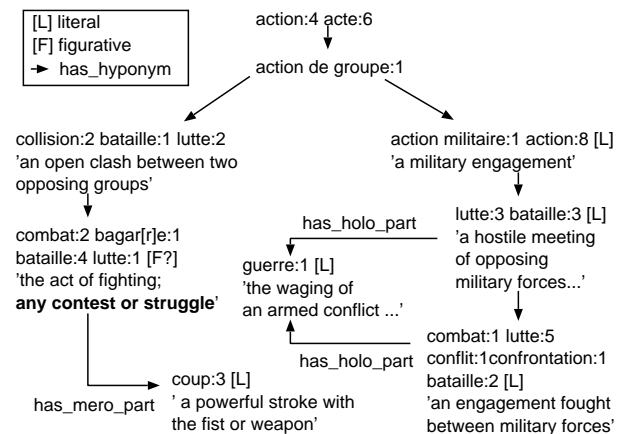 [L] literal
[F] figurative
has_hyponym
action:4 acte:6
action de groupe:1
collision:2 bataille:1 lutte:2
'an open clash between two
opposing groups'
action militaire:1 action:8 [L]
'a military engagement'
combat:2 bagar[r]e:1
bataille:4 lutte:1 [F?]
'the act of fighting;
any contest or struggle'
has_holo_part
lutte:3 bataille:3 [L]
'a hostile meeting
of opposing
military forces...'
guerre:1 [L]
'the waging of
an armed conflict ...'
has_holo_part
combat:1 lutte:5
conflit:1confrontation:1
bataille:2 [L]
'an engagement fought
between military forces'
has_mero_part
coup:3 [L]
' a powerful stroke with
the fist or weapon'